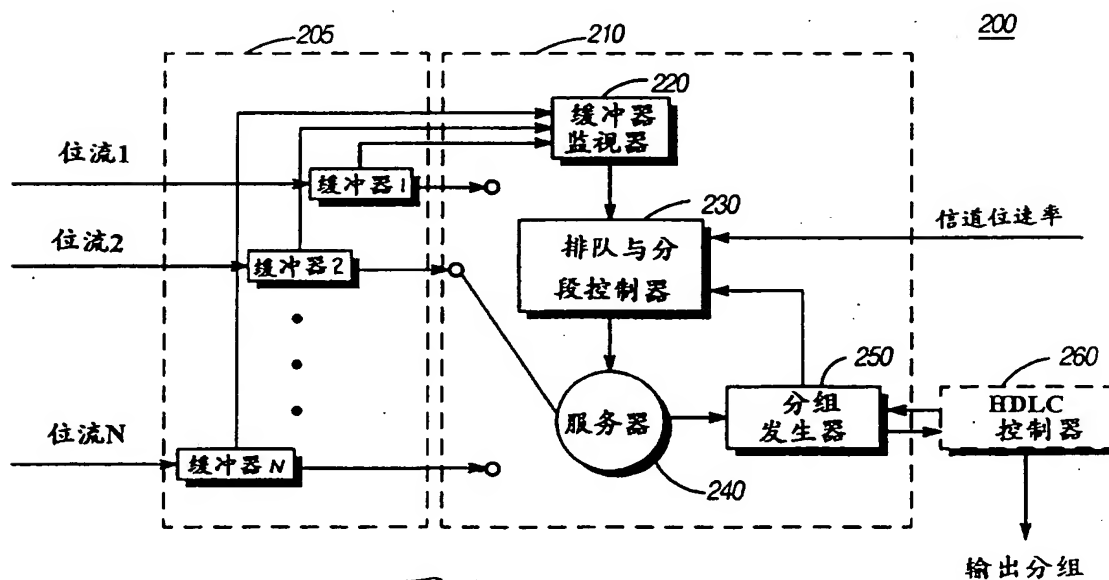 205
210
200
220
缓冲器
监视器
位流1
缓冲器1
230
信道位速率
排队与分
段控制器
位流2
缓冲器2
250
260
分组
发生器
HDLC
控制器
服务器
240
位流N
缓冲器N
输出分组